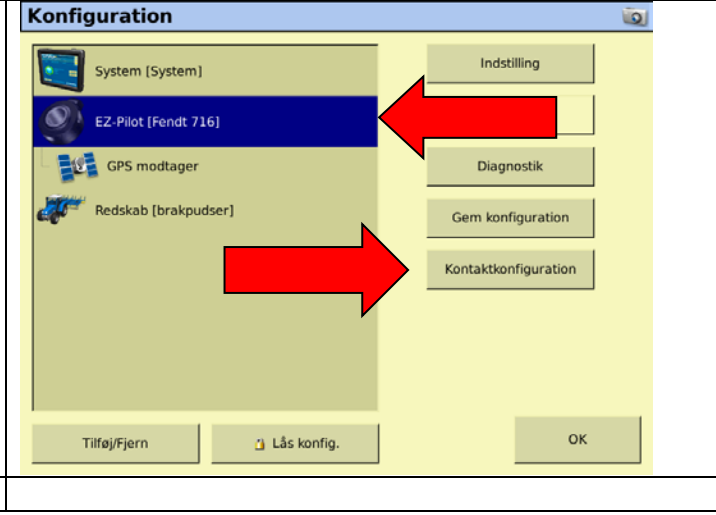 Konfiguration
System [System]
EZ-Pilot [Fendt 716]
GPS modtager
Redskab [brakpudser]
Indstilling
Diagnostik
Gem konfiguration
Kontaktkonfiguration
Tilføj/Fjern
Lås konfig.
OK